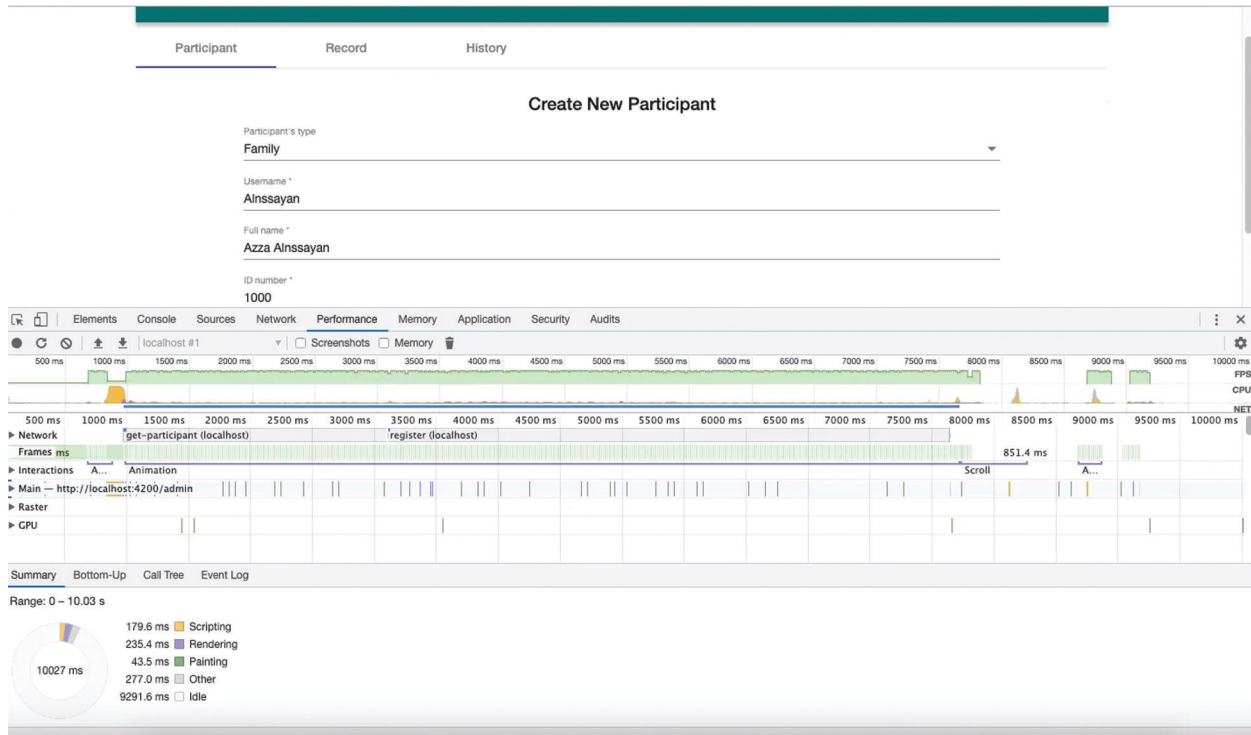 Participant Record History
Create New Participant
Participant's type
Family
Username *
Alnssayan
Full name *
Azza Alnssayan
ID number *
1000
Elements Console Sources Network Performance Memory Application Security Audits
localhost #1 Screenshots Memory
500 ms 1000 ms 1500 ms 2000 ms 2500 ms 3000 ms 3500 ms 4000 ms 4500 ms 5000 ms 5500 ms 6000 ms 6500 ms 7000 ms 7500 ms 8000 ms 8500 ms 9000 ms 9500 ms 10000 ms
FPS
CPU
NET
500 ms 1000 ms 1500 ms 2000 ms 2500 ms 3000 ms 3500 ms 4000 ms 4500 ms 5000 ms 5500 ms 6000 ms 6500 ms 7000 ms 7500 ms 8000 ms 8500 ms 9000 ms 9500 ms 10000 ms
Network get-participant (localhost) register (localhost)
Frames ms 851.4 ms
Interactions A... Animation Scroll A...
Main — http://localhost:4200/admin
Raster
GPU
Summary Bottom-Up Call Tree Event Log
Range: 0 – 10.03 s
179.6 ms Scripting
235.4 ms Rendering
43.5 ms Painting
10027 ms
277.0 ms Other
9291.6 ms Idle